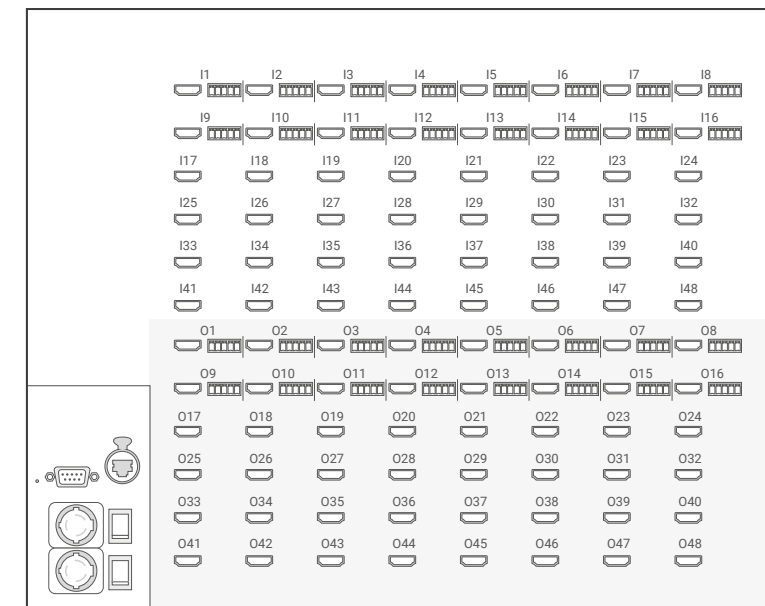 I1 I2 I3 I4 I5 I6 I7 I8
I9 I10 I11 I12 I13 I14 I15 I16
I17 I18 I19 I20 I21 I22 I23 I24
I25 I26 I27 I28 I29 I30 I31 I32
I33 I34 I35 I36 I37 I38 I39 I40
I41 I42 I43 I44 I45 I46 I47 I48
O1 O2 O3 O4 O5 O6 O7 O8
O9 O10 O11 O12 O13 O14 O15 O16
O17 O18 O19 O20 O21 O22 O23 O24
O25 O26 O27 O28 O29 O30 O31 O32
O33 O34 O35 O36 O37 O38 O39 O40
O41 O42 O43 O44 O45 O46 O47 O48